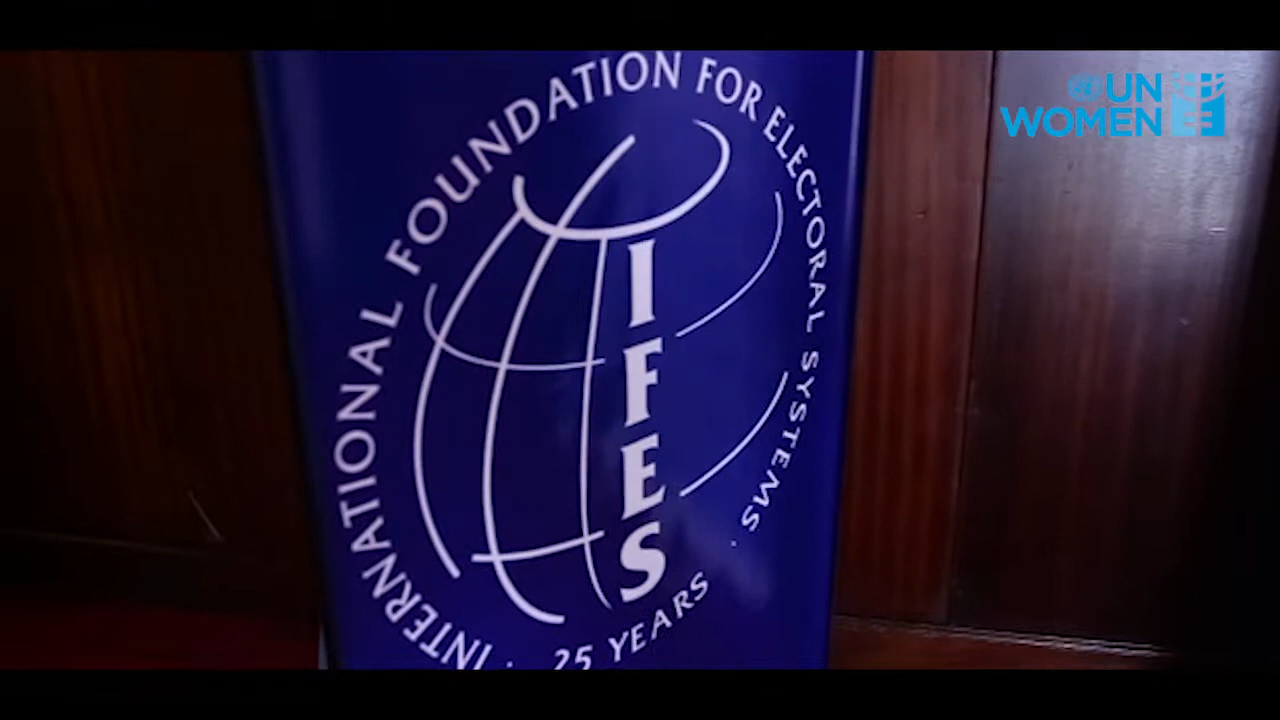 INTERNATIONAL FOUNDATION FOR ELECTORAL SYSTEMS
IFES
25 YEARS
UN
WOMEN